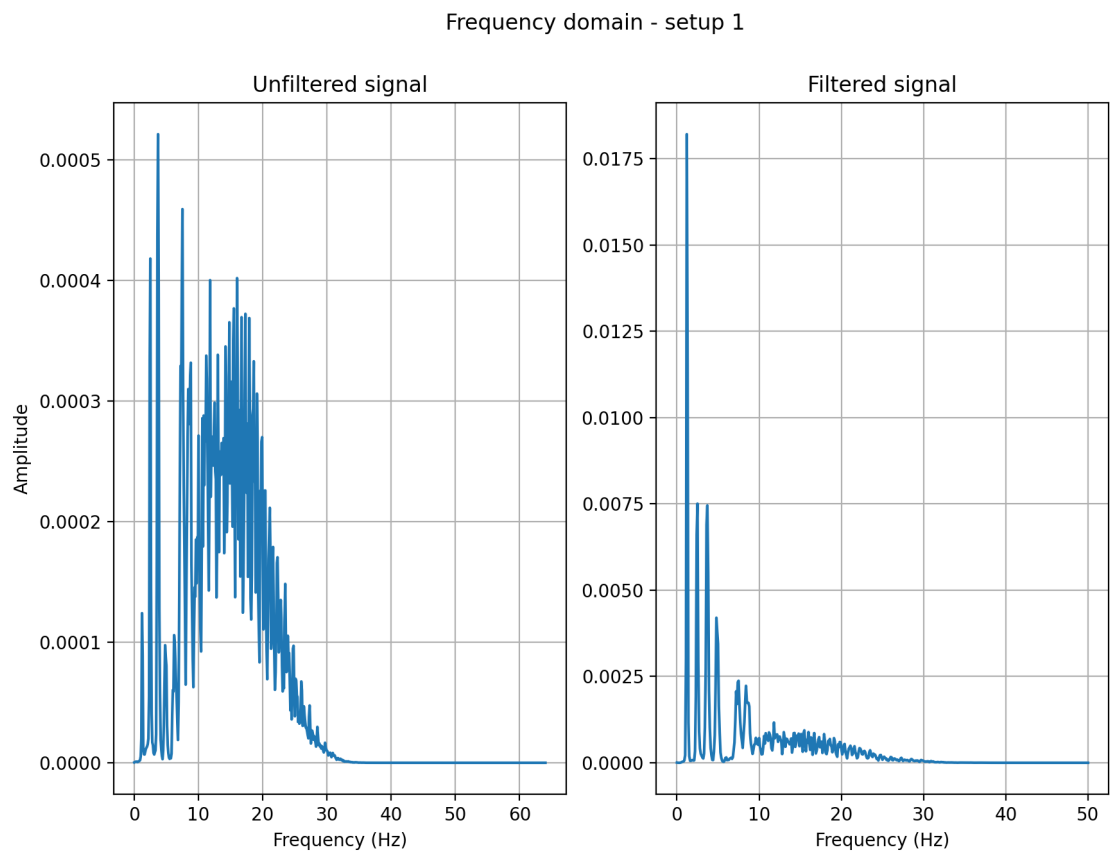 Frequency domain - setup 1
Unfiltered signal
Amplitude
0.0005
0.0004
0.0003
0.0002
0.0001
0.0000
0 10 20 30 40 50 60
Frequency (Hz)
Filtered signal
0.0175
0.0150
0.0125
0.0100
0.0075
0.0050
0.0025
0.0000
0 10 20 30 40 50
Frequency (Hz)